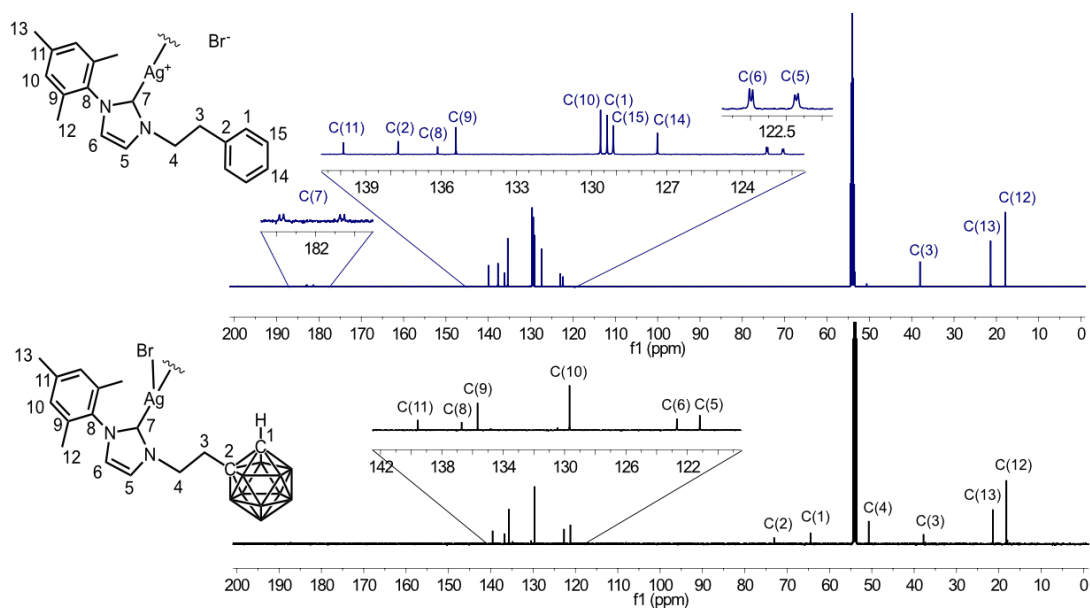 13
11
10
9
12
8
N
7
Ag+
Br-
6
5
N
4
3
2
1
15
14
C(11)
C(2)
C(8)
C(9)
C(10)
C(1)
C(15)
C(14)
139 136 133 130 127 124
C(6)
C(5)
122.5
C(7)
182
C(3)
C(13)
C(12)
200 190 180 170 160 150 140 130 120 110 100 90 80 70 60 50 40 30 20 10 0
f1 (ppm)
13
11
10
9
12
8
N
7
Ag
Br
6
5
N
4
3
2
C
H
C
1
C(11)
C(8)
C(9)
C(10)
C(6)
C(5)
142 138 134 130 126 122
C(2)
C(1)
C(4)
C(3)
C(13)
C(12)
200 190 180 170 160 150 140 130 120 110 100 90 80 70 60 50 40 30 20 10 0
f1 (ppm)